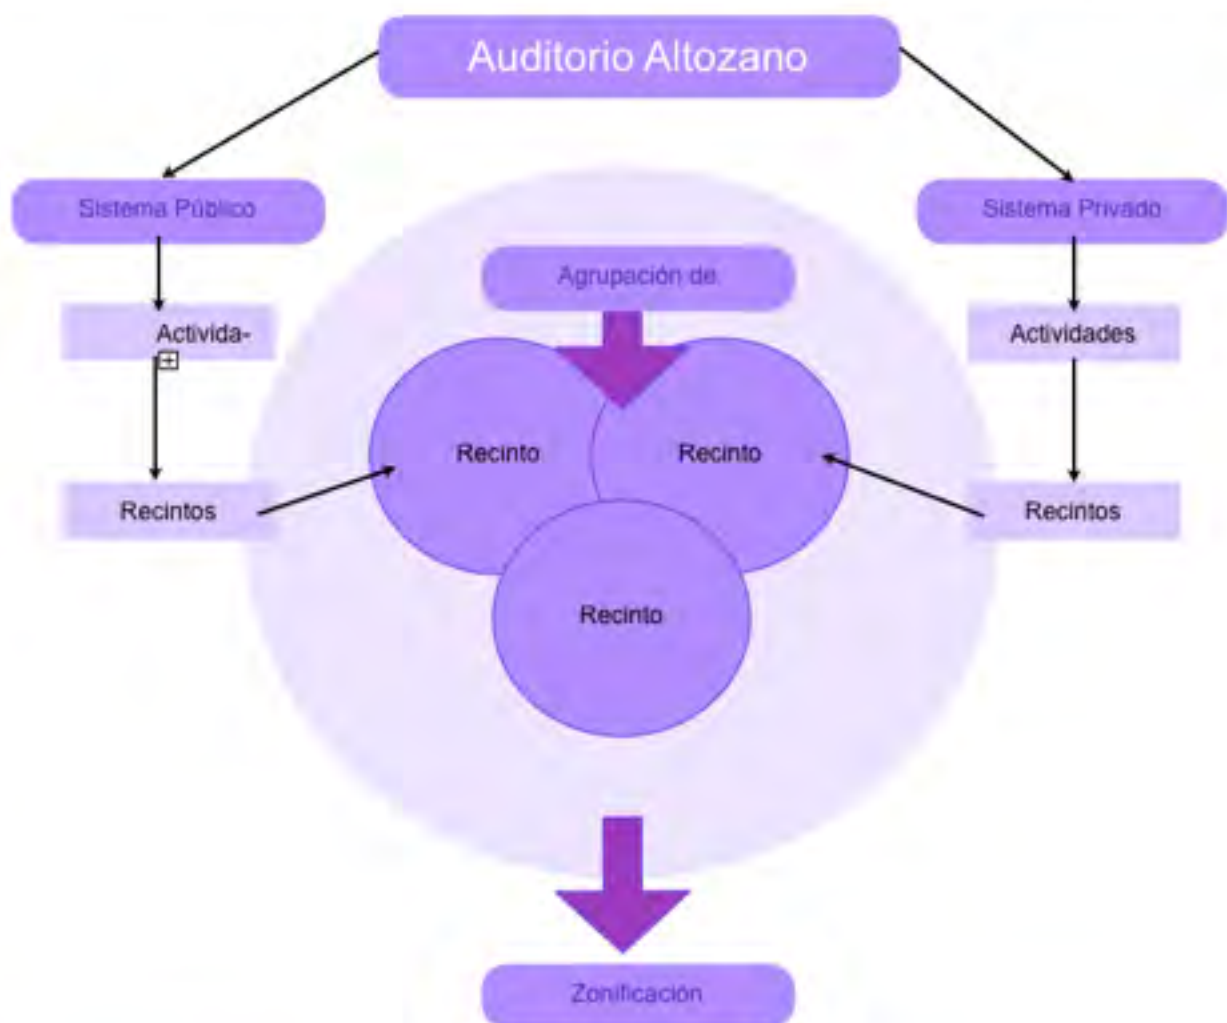 Auditorio Altozano
Sistema Público
Sistema Privado
Agrupación de
Activida-
Actividades
Recinto
Recinto
Recintos
Recintos
Recinto
Zonificación